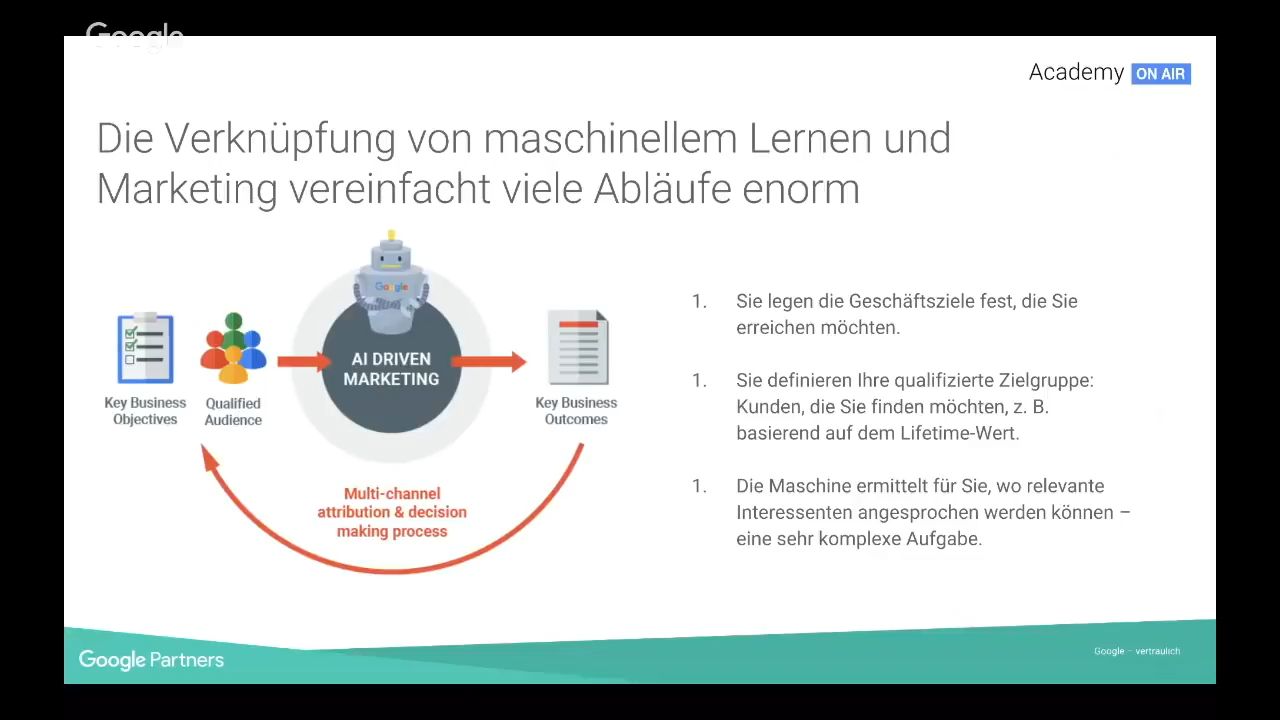 Google
Academy ON AIR
Die Verknüpfung von maschinellem Lernen und
Marketing vereinfacht viele Abläufe enorm
Google
AI DRIVEN
MARKETING
Key Business
Objectives
Qualified
Audience
Key Business
Outcomes
Multi-channel
attribution & decision
making process
1. Sie legen die Geschäftsziele fest, die Sie
erreichen möchten.
1. Sie definieren Ihre qualifizierte Zielgruppe:
Kunden, die Sie finden möchten, z. B.
basierend auf dem Lifetime-Wert.
1. Die Maschine ermittelt für Sie, wo relevante
Interessenten angesprochen werden können –
eine sehr komplexe Aufgabe.
Google Partners
Google – vertraulich